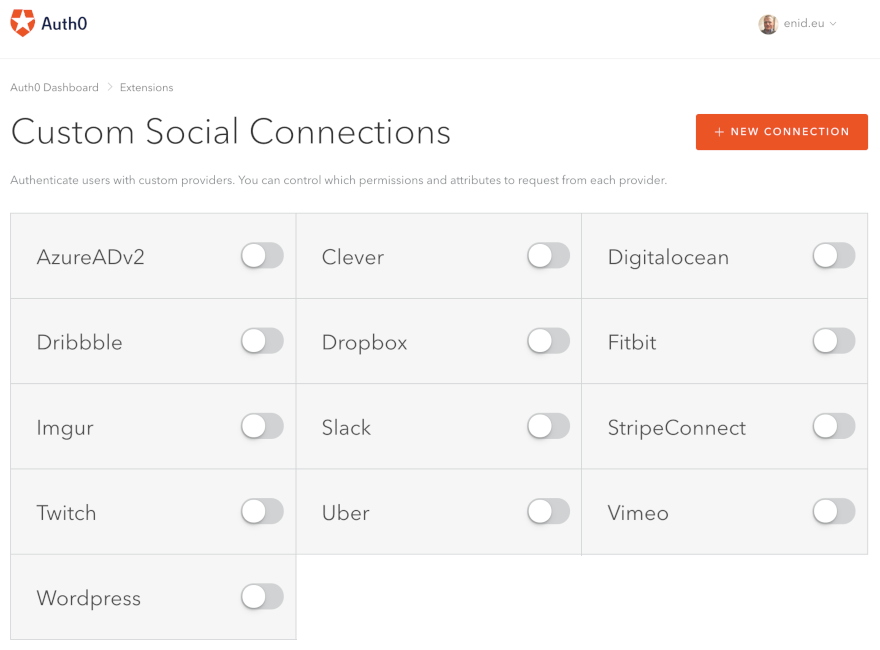 Auth0
enid.eu
Auth0 Dashboard
Extensions
Custom Social Connections
+ NEW CONNECTION
Authenticate users with custom providers. You can control which permissions and attributes to request from each provider.
AzureADv2
Clever
Digitalocean
Dribbble
Dropbox
Fitbit
Imgur
Slack
StripeConnect
Twitch
Uber
Vimeo
Wordpress